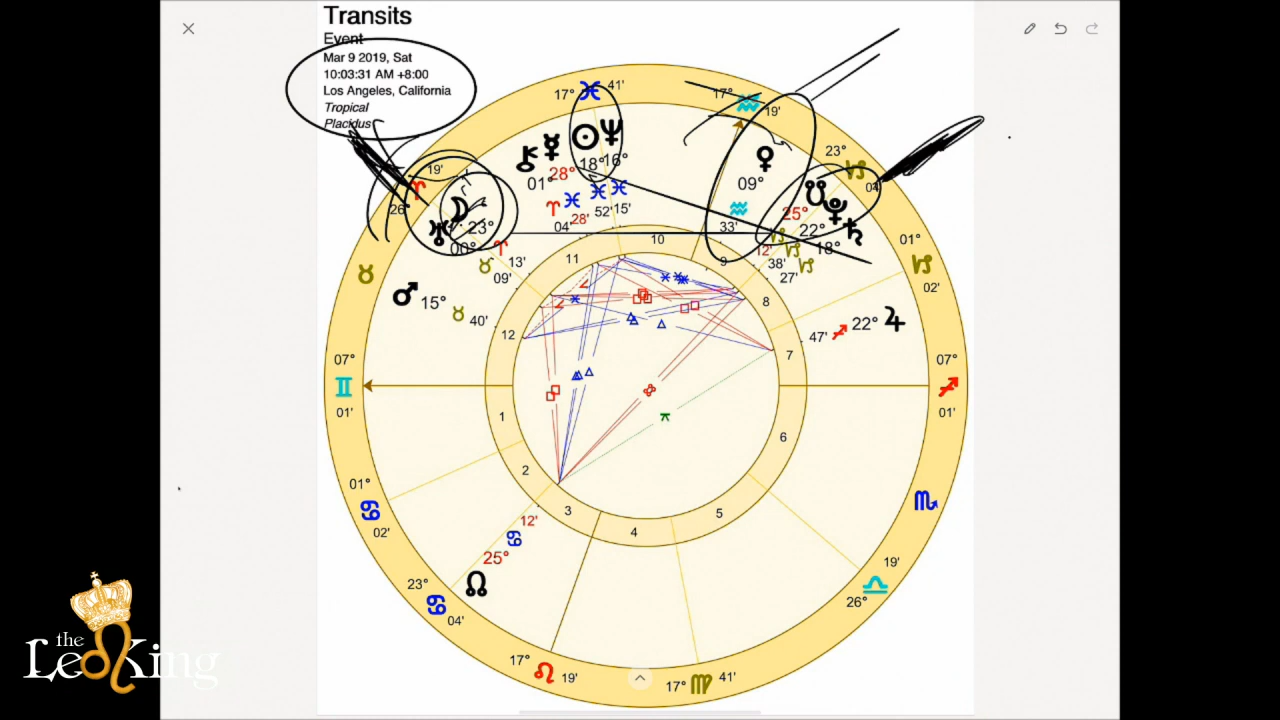 Transits
Event
Mar 9 2019, Sat
10:03:31 AM +8:00
Los Angeles, California
Tropical
Placidus
17° ♓ 41'
17° ♒ 19'
23° ♑ 04'
01° ♑ 02'
07° ♐ 01'
♏
26° ♎ 19'
17° ♍ 41'
17° ♌ 19'
23° ♋ 04'
01° ♋ 02'
07° ♊ 01'
♉
26° ♈ 19'
⚷ 01° ♈ 04'
☿ 28° ♓ 28'
☉ 18° ♓ 52'
♆ 16° ♓ 15'
♀ 09° ♒ 33'
☋ 25° ♑ 12'
♇ 22° ♑ 38'
♄ 18° ♑ 27'
♃ 22° ♐ 47'
☊ 25° ♋ 12'
♂ 15° ♉ 40'
♅ 00° ♉ 09'
☽ 23° ♈ 13'
1
2
3
4
5
6
7
8
9
10
11
12
the
LeoKing